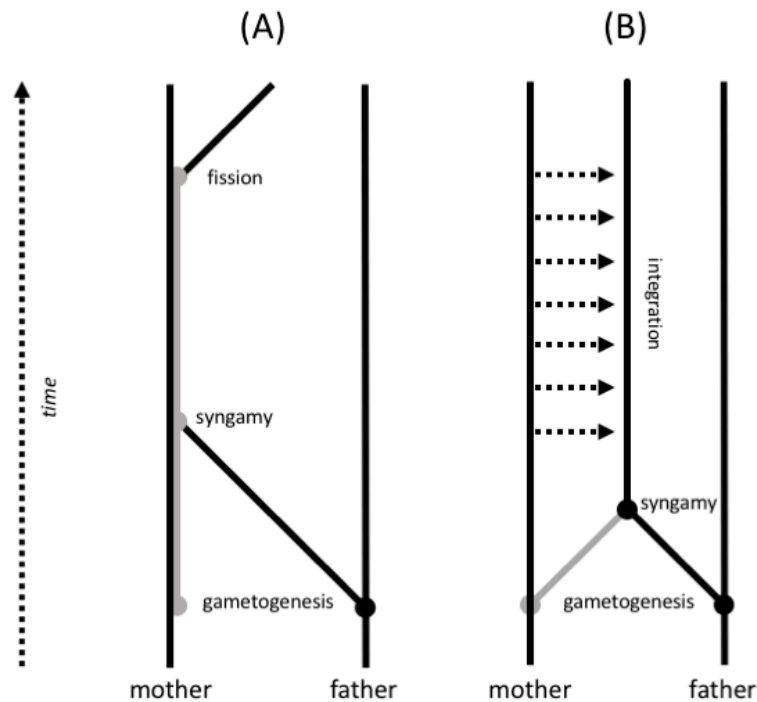 (A)
(B)
fission
integration
time
syngamy
syngamy
gametogenesis
gametogenesis
mother
father
mother
father